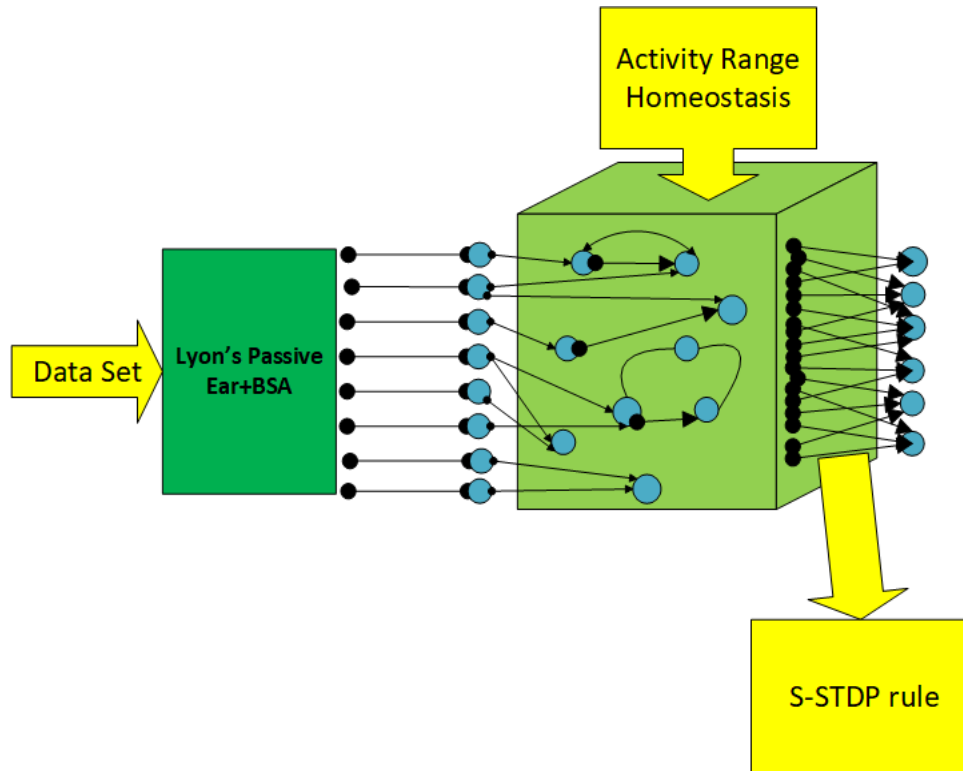 Activity Range
Homeostasis
Data Set
Lyon's Passive
Ear+BSA
S-STDP rule